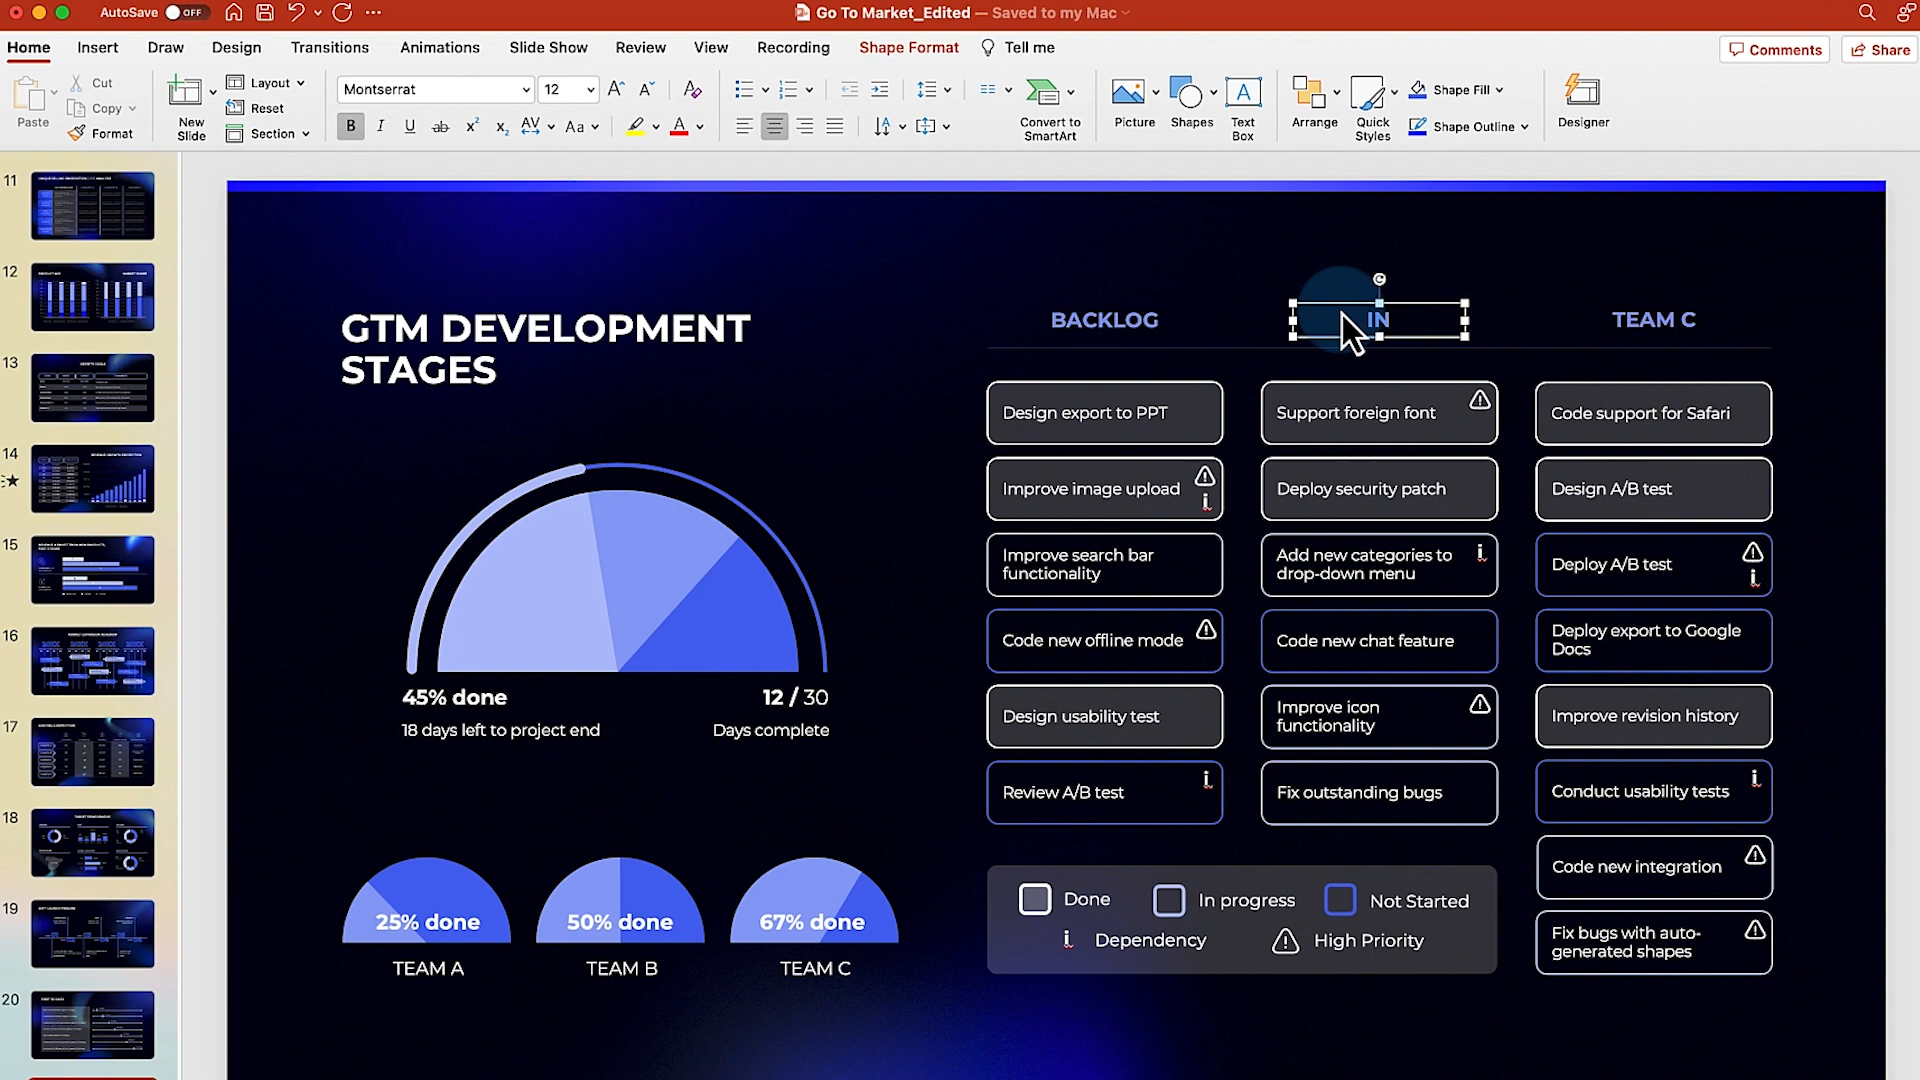 AutoSave OFF
Go To Market_Edited — Saved to my Mac
Home Insert Draw Design Transitions Animations Slide Show Review View Recording Shape Format Tell me
Comments Share
Paste
Cut
Copy
Format
New Slide
Layout
Reset
Section
Montserrat 12
B I U ab x² x₂ AV Aa A
Convert to SmartArt
Picture
Shapes
Text Box
Arrange
Quick Styles
Shape Fill
Shape Outline
Designer
11
12
13
14
15
16
17
18
19
20
GTM DEVELOPMENT
STAGES
45% done
18 days left to project end
12 / 30
Days complete
25% done
TEAM A
50% done
TEAM B
67% done
TEAM C
BACKLOG
Design export to PPT
Improve image upload
Improve search bar
functionality
Code new offline mode
Design usability test
Review A/B test
IN
Support foreign font
Deploy security patch
Add new categories to
drop-down menu
Code new chat feature
Improve icon
functionality
Fix outstanding bugs
TEAM C
Code support for Safari
Design A/B test
Deploy A/B test
Deploy export to Google
Docs
Improve revision history
Conduct usability tests
Code new integration
Fix bugs with auto-
generated shapes
Done In progress Not Started
Dependency High Priority